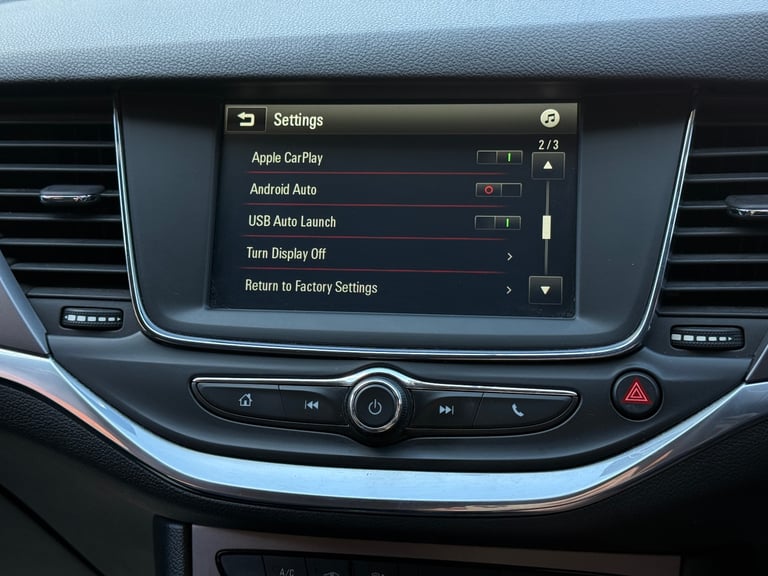 Settings
2/3
Apple CarPlay
Android Auto
USB Auto Launch
Turn Display Off
Return to Factory Settings
A/C